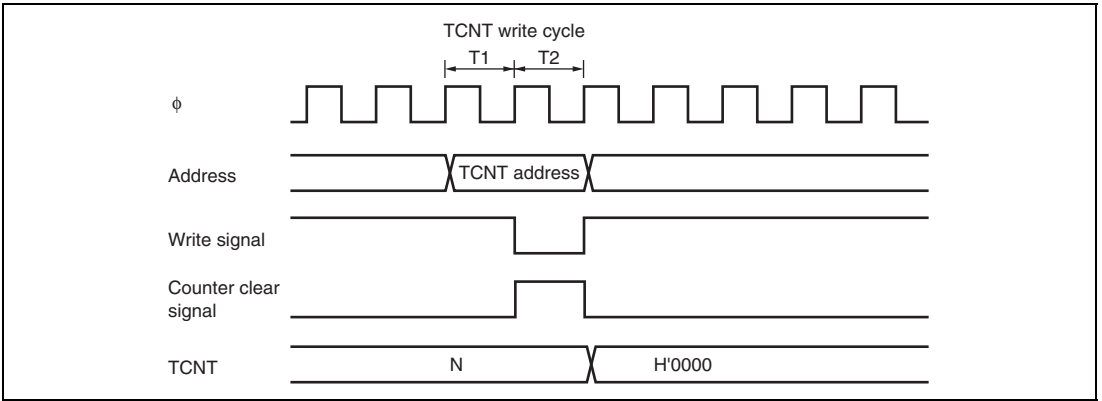 TCNT write cycle
T1 T2
ϕ
Address
TCNT address
Write signal
Counter clear
signal
TCNT
N
H'0000